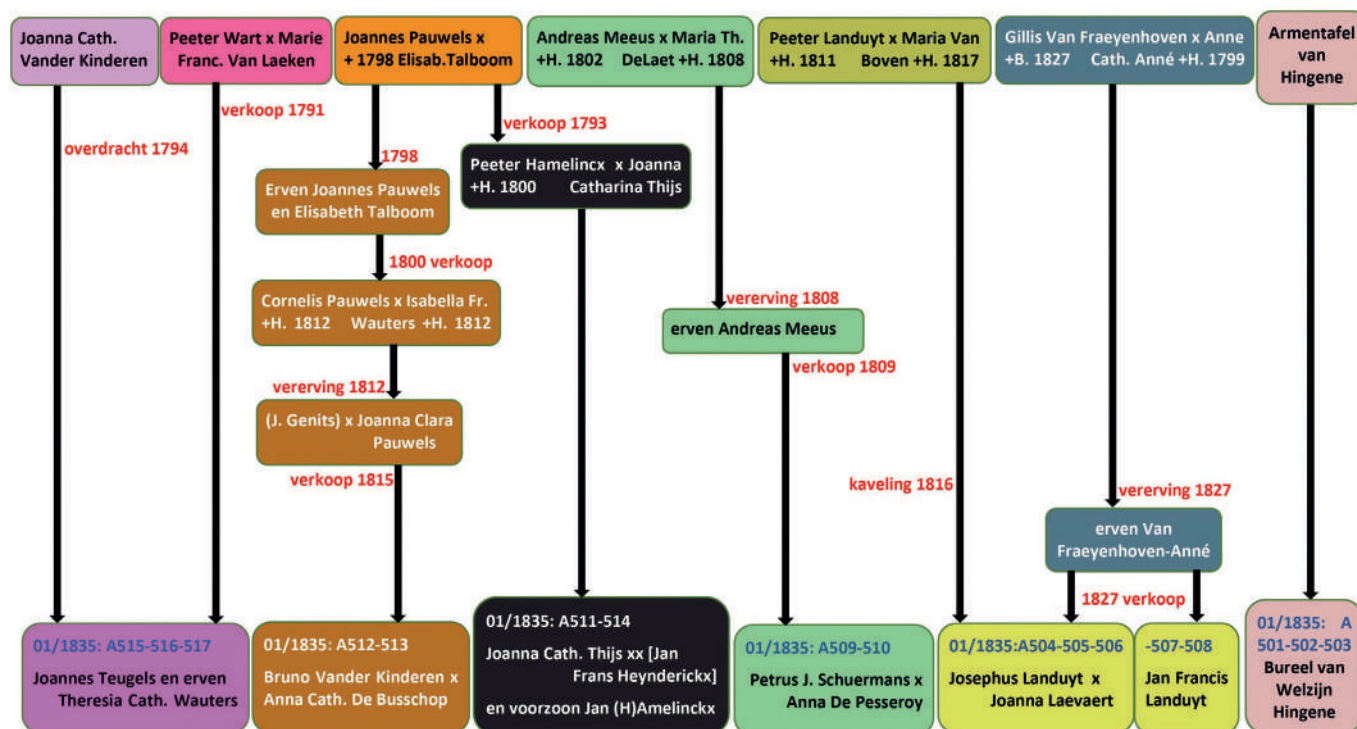 Joanna Cath.
Vander Kinderen
Peeter Wart x Marie
Franc. Van Laeken
Joannes Pauwels x
+ 1798 Elisab.Talboom
Andreas Meeus x Maria Th.
+H. 1802 DeLaet +H. 1808
Peeter Landuyt x Maria Van
+H. 1811 Boven +H. 1817
Gillis Van Fraeyenhoven x Anne
+B. 1827 Cath. Anné +H. 1799
Armentafel
van
Hingene
overdracht 1794
verkoop 1791
1798
verkoop 1793
Erven Joannes Pauwels
en Elisabeth Talboom
Peeter Hamelincx x Joanna
+H. 1800 Catharina Thijs
1800 verkoop
Cornelis Pauwels x Isabella Fr.
+H. 1812 Wauters +H. 1812
vererving 1808
erven Andreas Meeus
verkoop 1809
vererving 1812
(J. Genits) x Joanna Clara
Pauwels
verkoop 1815
kaveling 1816
vererving 1827
erven Van
Fraeyenhoven-Anné
1827 verkoop
01/1835: A515-516-517
Joannes Teugels en erven
Theresia Cath. Wauters
01/1835: A512-513
Bruno Vander Kinderen x
Anna Cath. De Busschop
01/1835: A511-514
Joanna Cath. Thijs xx [Jan
Frans Heynderickx]
en voorzoon Jan (H)Amelinckx
01/1835: A509-510
Petrus J. Schuermans x
Anna De Pesseroy
01/1835:A504-505-506
Josephus Landuyt x
Joanna Laevaert
-507-508
Jan Francis
Landuyt
01/1835: A
501-502-503
Bureel van
Welzijn
Hingene